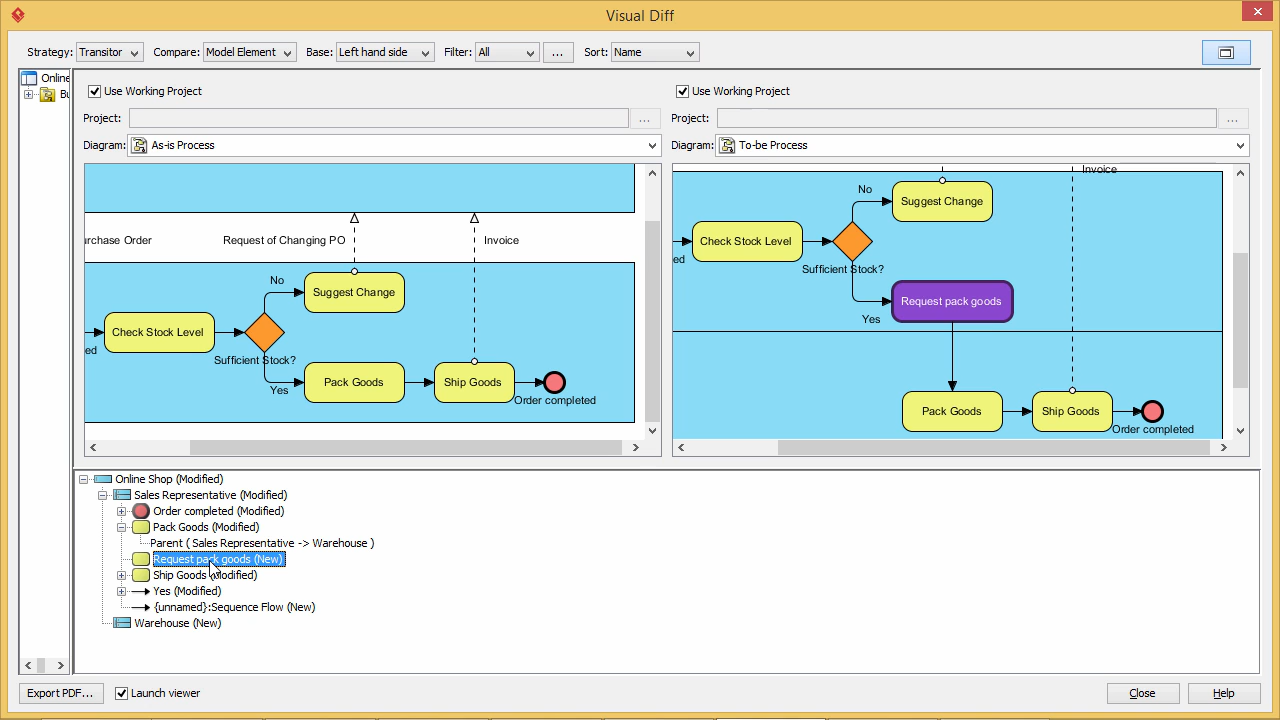 Visual Diff
Strategy: Transitor Compare: Model Element Base: Left hand side Filter: All ... Sort: Name
Online
Bu
Use Working Project
Project: ...
Diagram: As-is Process
urchase Order Request of Changing PO Invoice
No
Suggest Change
Check Stock Level
ed
Sufficient Stock?
Yes
Pack Goods Ship Goods
Order completed
Use Working Project
Project: ...
Diagram: To-be Process
Invoice
No
Suggest Change
Check Stock Level
ed
Sufficient Stock?
Request pack goods
Yes
Pack Goods Ship Goods
Order completed
Online Shop (Modified)
Sales Representative (Modified)
Order completed (Modified)
Pack Goods (Modified)
Parent ( Sales Representative -> Warehouse )
Request pack goods (New)
Ship Goods (Modified)
Yes (Modified)
{unnamed}:Sequence Flow (New)
Warehouse (New)
Export PDF... Launch viewer Close Help